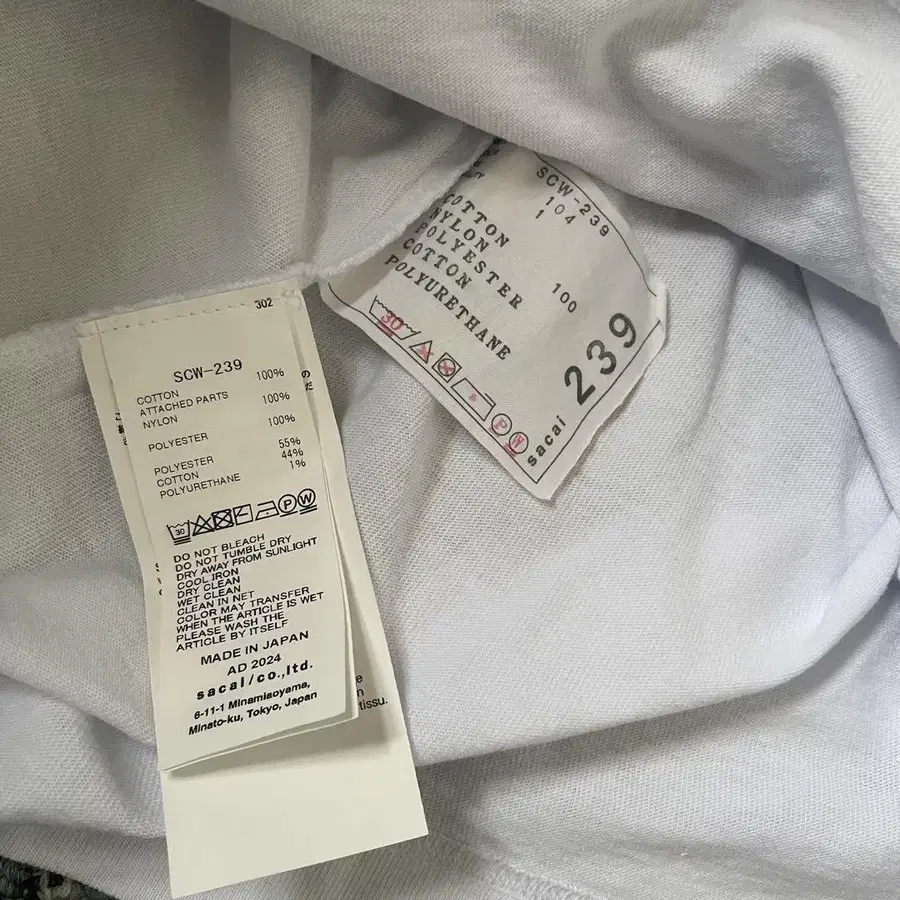 302
SCW-239
COTTON 100%
ATTACHED PARTS
NYLON 100%
POLYESTER 100%
POLYESTER 55%
COTTON 44%
POLYURETHANE 1%
30
P W
DO NOT BLEACH
DO NOT TUMBLE DRY
DRY AWAY FROM SUNLIGHT
COOL IRON
DRY CLEAN
WET CLEAN
CLEAN IN NET
COLOR MAY TRANSFER
WHEN THE ARTICLE IS WET
PLEASE WASH THE
ARTICLE BY ITSELF
MADE IN JAPAN
AD 2024
sacai/co.,ltd.
6-11-1 Minamiaoyama,
Minato-ku, Tokyo, Japan
tissu.
SCW-239
104
1
COTTON
NYLON
POLYESTER 100
COTTON
POLYURETHANE
30
P W
sacai 239